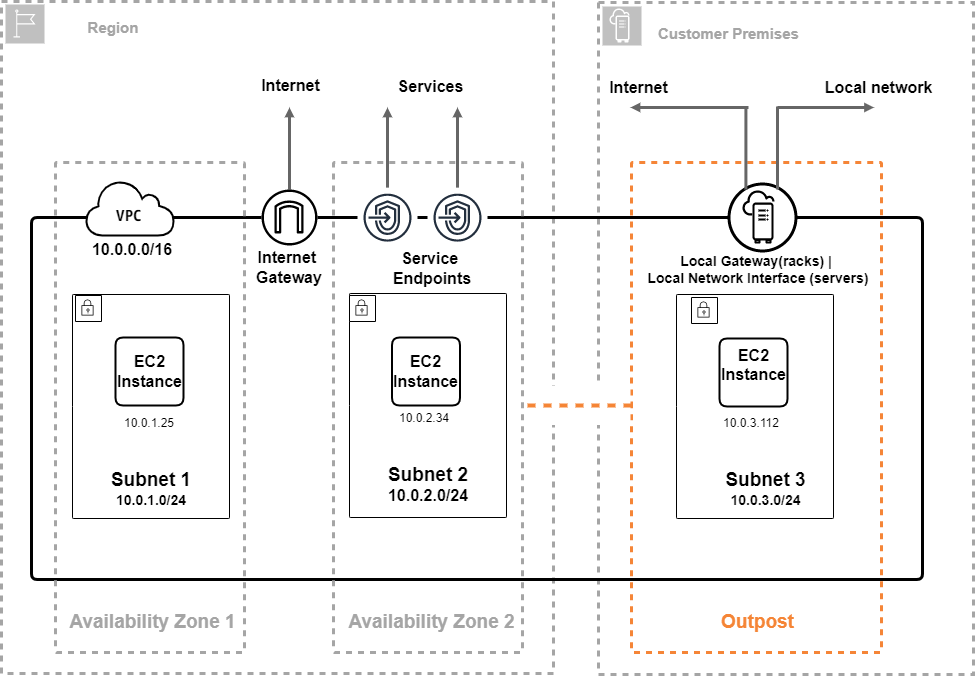 Region
Customer Premises
Internet
Services
Internet
Local network
VPC
10.0.0.0/16
Internet
Gateway
Service
Endpoints
Local Gateway(racks) |
Local Network Interface (servers)
EC2
Instance
10.0.1.25
Subnet 1
10.0.1.0/24
EC2
Instance
10.0.2.34
Subnet 2
10.0.2.0/24
EC2
Instance
10.0.3.112
Subnet 3
10.0.3.0/24
Availability Zone 1
Availability Zone 2
Outpost